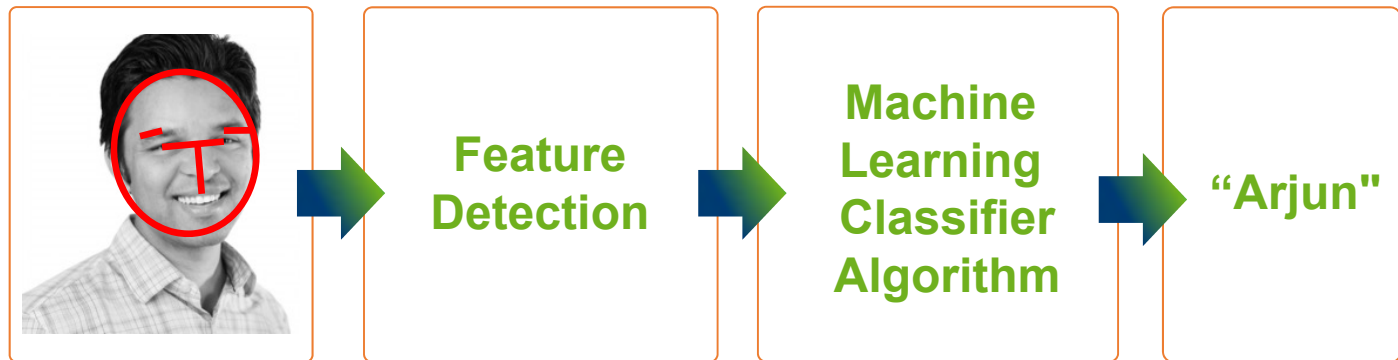 Feature
Detection
Machine
Learning
Classifier
Algorithm
“Arjun"